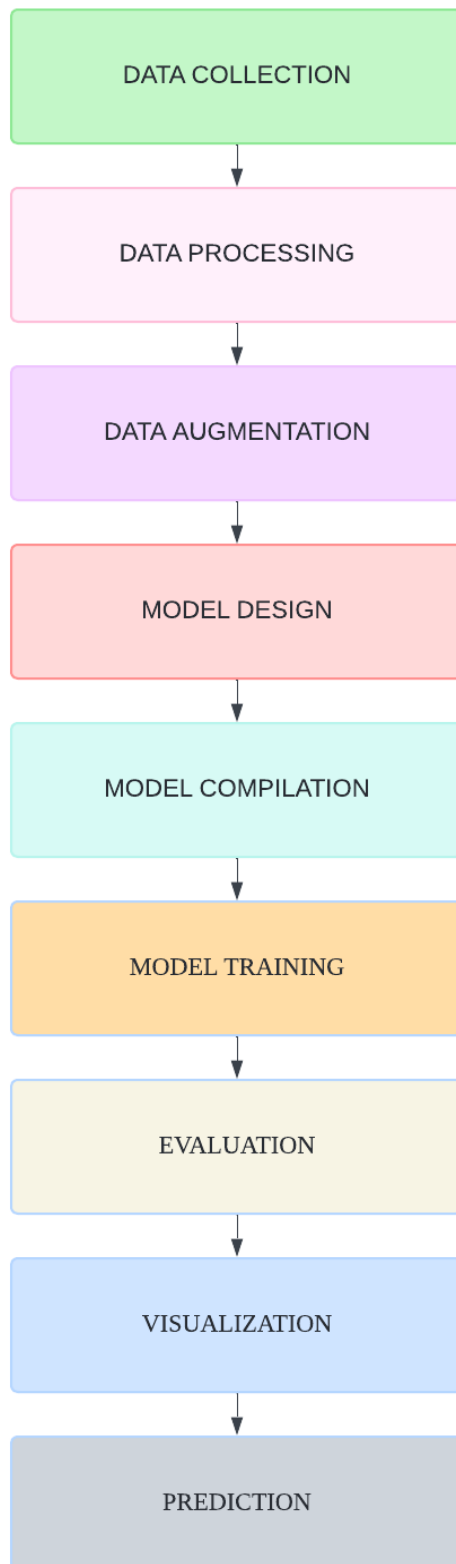 DATA COLLECTION
DATA PROCESSING
DATA AUGMENTATION
MODEL DESIGN
MODEL COMPILATION
MODEL TRAINING
EVALUATION
VISUALIZATION
PREDICTION